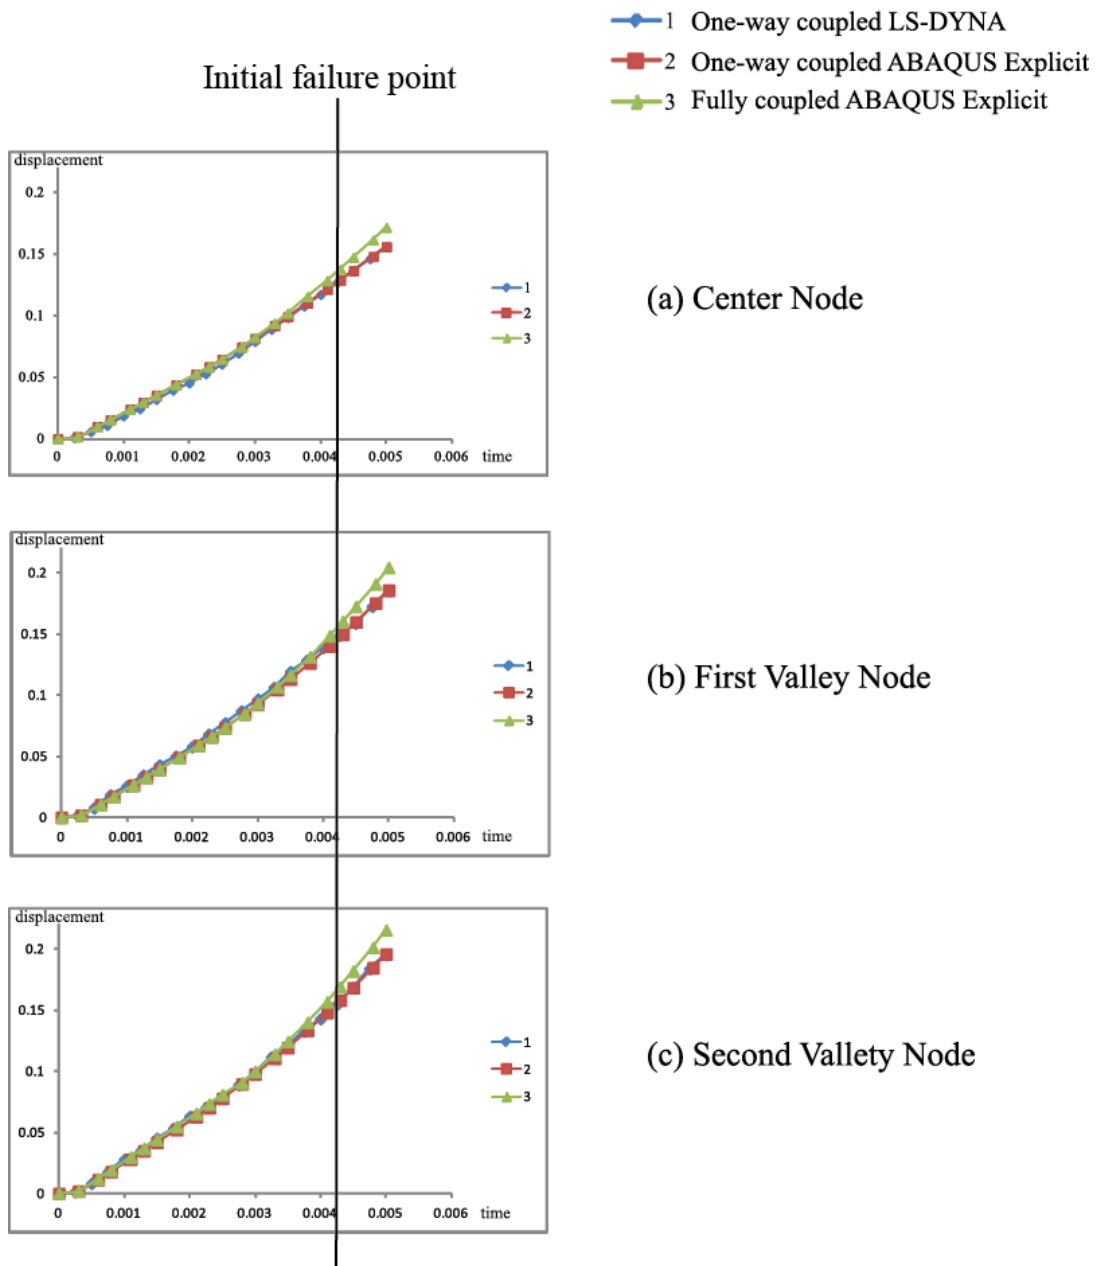 1 One-way coupled LS-DYNA
2 One-way coupled ABAQUS Explicit
3 Fully coupled ABAQUS Explicit
Initial failure point
displacement
0.2
0.15
0.1
0.05
0
0 0.001 0.002 0.003 0.004 0.005 0.006 time
1
2
3
(a) Center Node
displacement
0.2
0.15
0.1
0.05
0
0 0.001 0.002 0.003 0.004 0.005 0.006 time
1
2
3
(b) First Valley Node
displacement
0.2
0.15
0.1
0.05
0
0 0.001 0.002 0.003 0.004 0.005 0.006 time
1
2
3
(c) Second Vallety Node